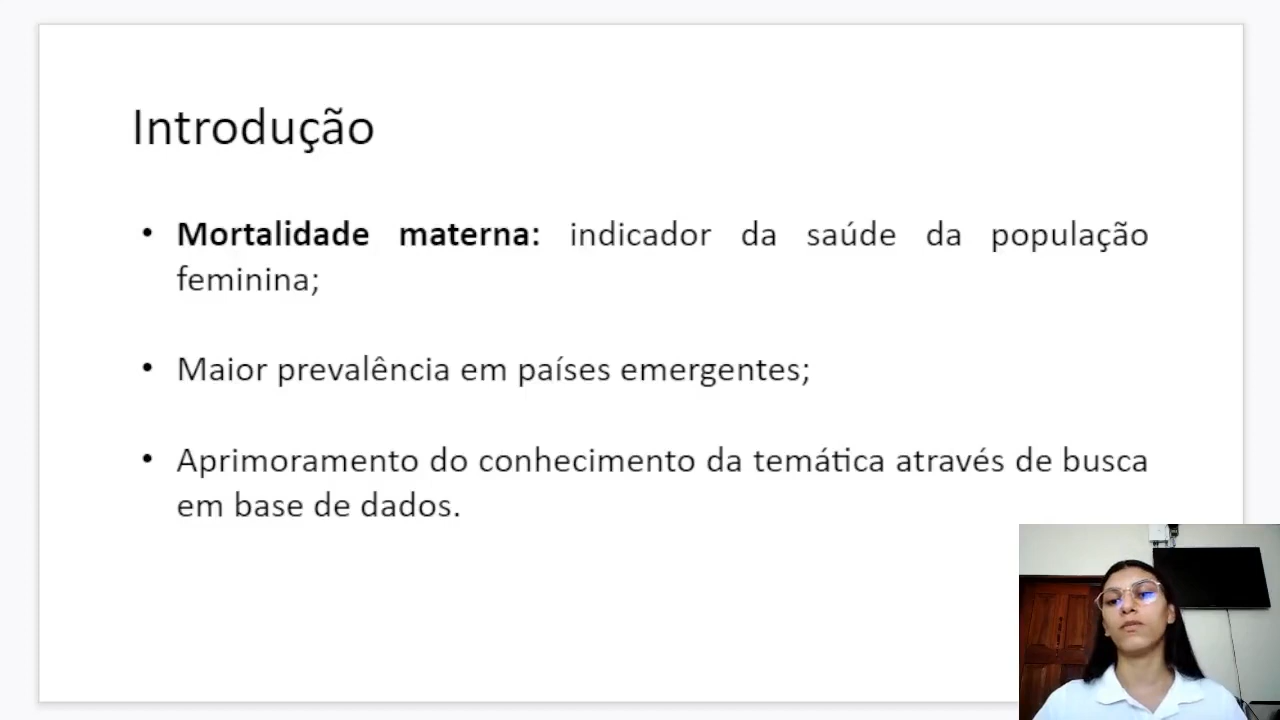 Introdução
• Mortalidade materna: indicador da saúde da população
feminina;
• Maior prevalência em países emergentes;
• Aprimoramento do conhecimento da temática através de busca
em base de dados.